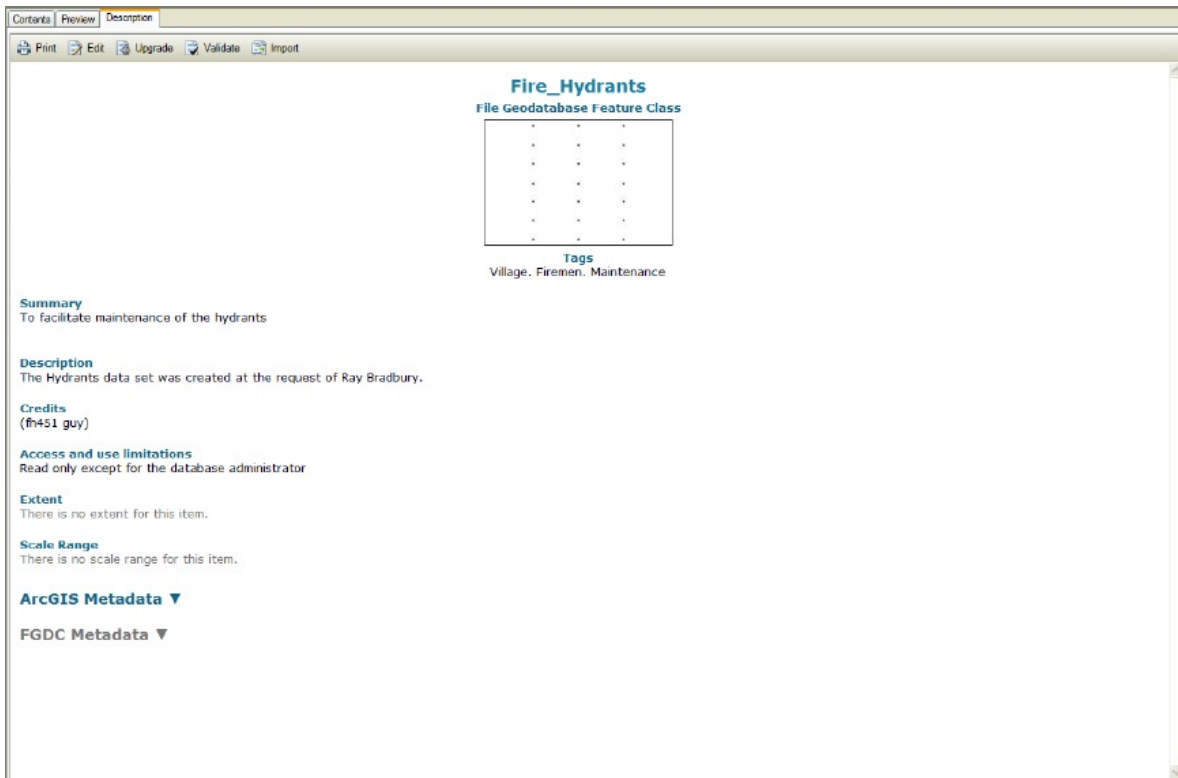 Contents Preview Description
Print Edit Upgrade Validate Import
Fire_Hydrants
File Geodatabase Feature Class
Tags
Village. Firemen. Maintenance
Summary
To facilitate maintenance of the hydrants
Description
The Hydrants data set was created at the request of Ray Bradbury.
Credits
(fh451 guy)
Access and use limitations
Read only except for the database administrator
Extent
There is no extent for this item.
Scale Range
There is no scale range for this item.
ArcGIS Metadata ▼
FGDC Metadata ▼